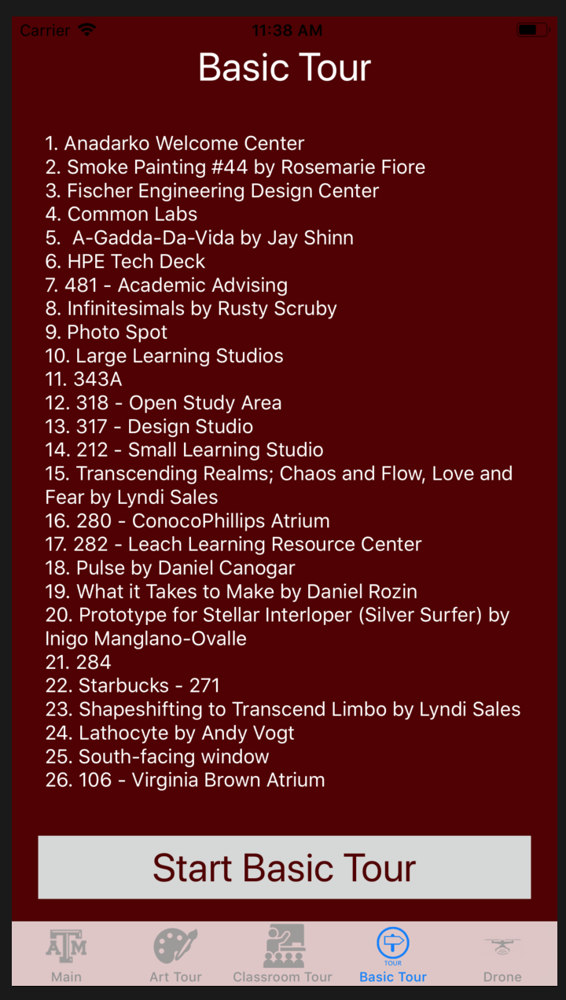 Carrier 11:38 AM
Basic Tour
1. Anadarko Welcome Center
2. Smoke Painting #44 by Rosemarie Fiore
3. Fischer Engineering Design Center
4. Common Labs
5.  A-Gadda-Da-Vida by Jay Shinn
6. HPE Tech Deck
7. 481 - Academic Advising
8. Infinitesimals by Rusty Scruby
9. Photo Spot
10. Large Learning Studios
11. 343A
12. 318 - Open Study Area
13. 317 - Design Studio
14. 212 - Small Learning Studio
15. Transcending Realms; Chaos and Flow, Love and
Fear by Lyndi Sales
16. 280 - ConocoPhillips Atrium
17. 282 - Leach Learning Resource Center
18. Pulse by Daniel Canogar
19. What it Takes to Make by Daniel Rozin
20. Prototype for Stellar Interloper (Silver Surfer) by
Inigo Manglano-Ovalle
21. 284
22. Starbucks - 271
23. Shapeshifting to Transcend Limbo by Lyndi Sales
24. Lathocyte by Andy Vogt
25. South-facing window
26. 106 - Virginia Brown Atrium
Start Basic Tour
ATM
TOUR
Main Art Tour Classroom Tour Basic Tour Drone